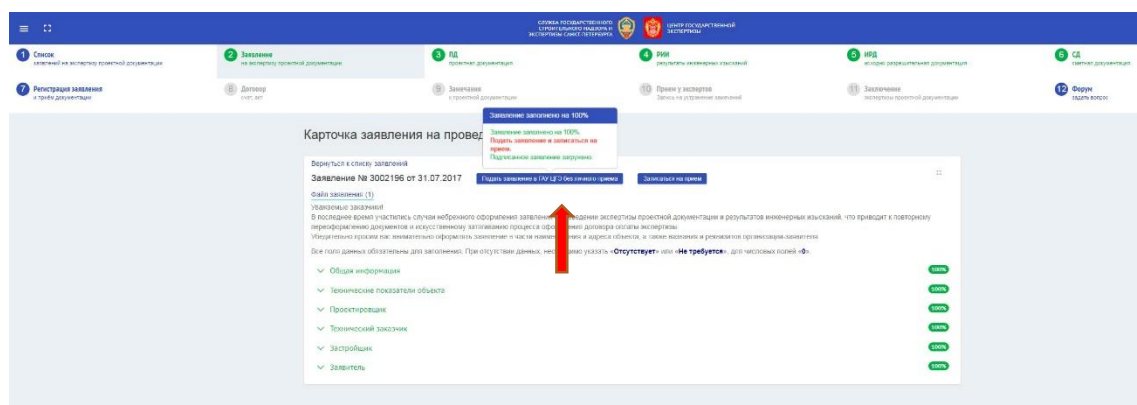 СЛУЖБА ГОСУДАРСТВЕННОГО
СТРОИТЕЛЬНОГО НАДЗОРА И
ЭКСПЕРТИЗЫ САНКТ-ПЕТЕРБУРГА
ЦЕНТР ГОСУДАРСТВЕННОЙ
ЭКСПЕРТИЗЫ
1 Список
заявлений на экспертизу проектной документации
2 Заявление
на экспертизу проектной документации
3 ПД
проектная документация
4 РИИ
результаты инженерных изысканий
5 ИРД
исходно разрешительная документация
6 СД
сметная документация
7 Регистрация заявления
и приём документации
8 Договор
счет, акт
9 Замечания
к проектной документации
10 Прием у экспертов
Запись на устранение замечаний
11 Заключение
экспертизы проектной документации
12 Форум
задать вопрос
Заявление заполнено на 100%
Заявление заполнено на 100%.
Подать заявление и записаться на
прием.
Подписанное заявление загружено.
Карточка заявления на провед
Вернуться к списку заявлений
Заявление № 3002196 от 31.07.2017
Подать заявление в ГАУ ЦГЭ без личного приема
Записаться на прием
Файл заявления (1)
Уважаемые заказчики!
В последнее время участились случаи небрежного оформления заявлени ведение экспертизы проектной документации и результатов инженерных изысканий, что приводит к повторному
переоформлению документов и искусственному затягиванию процесса офо ния договора оплаты экспертизы
Убедительно просим вас внимательно оформлять заявление в части наиме ия и адреса объекта, а также названия и реквизитов организации-заявителя
Все поля данных обязательны для заполнения. При отсутствии данных, нео имо указать «Отсутствует» или «Не требуется», для числовых полей «0».
Общая информация 100%
Технические показатели объекта 100%
Проектировщик 100%
Технический заказчик 100%
Застройщик 100%
Заявитель 100%